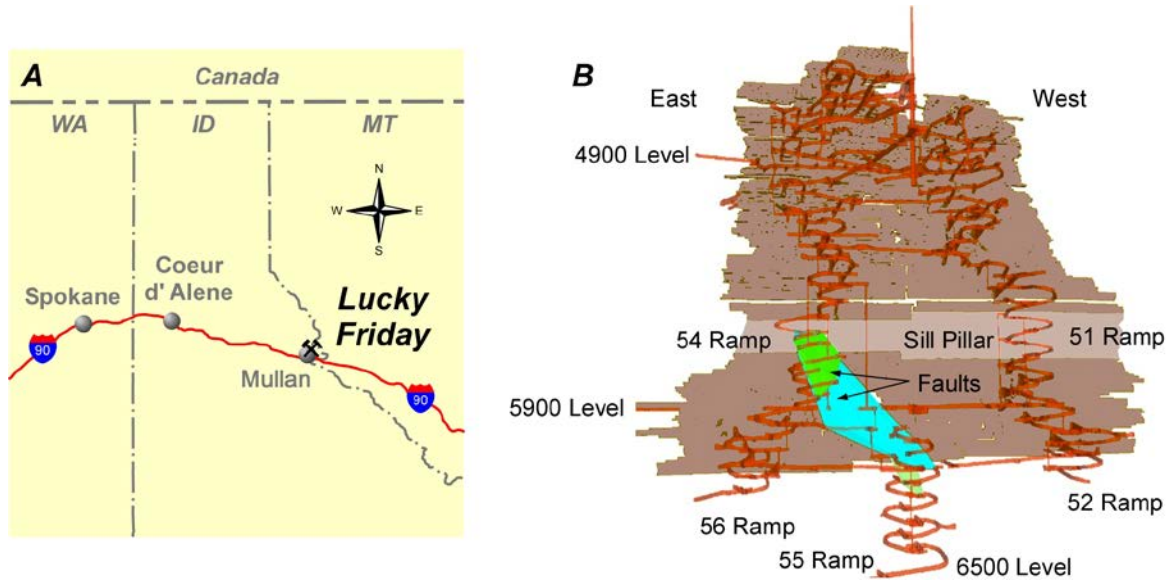 A
Canada
WA
ID
MT
N
W
E
S
Coeur
d' Alene
Spokane
Lucky
Friday
90
Mullan
90
B
East
West
4900 Level
54 Ramp
Sill Pillar
51 Ramp
Faults
5900 Level
52 Ramp
56 Ramp
55 Ramp
6500 Level